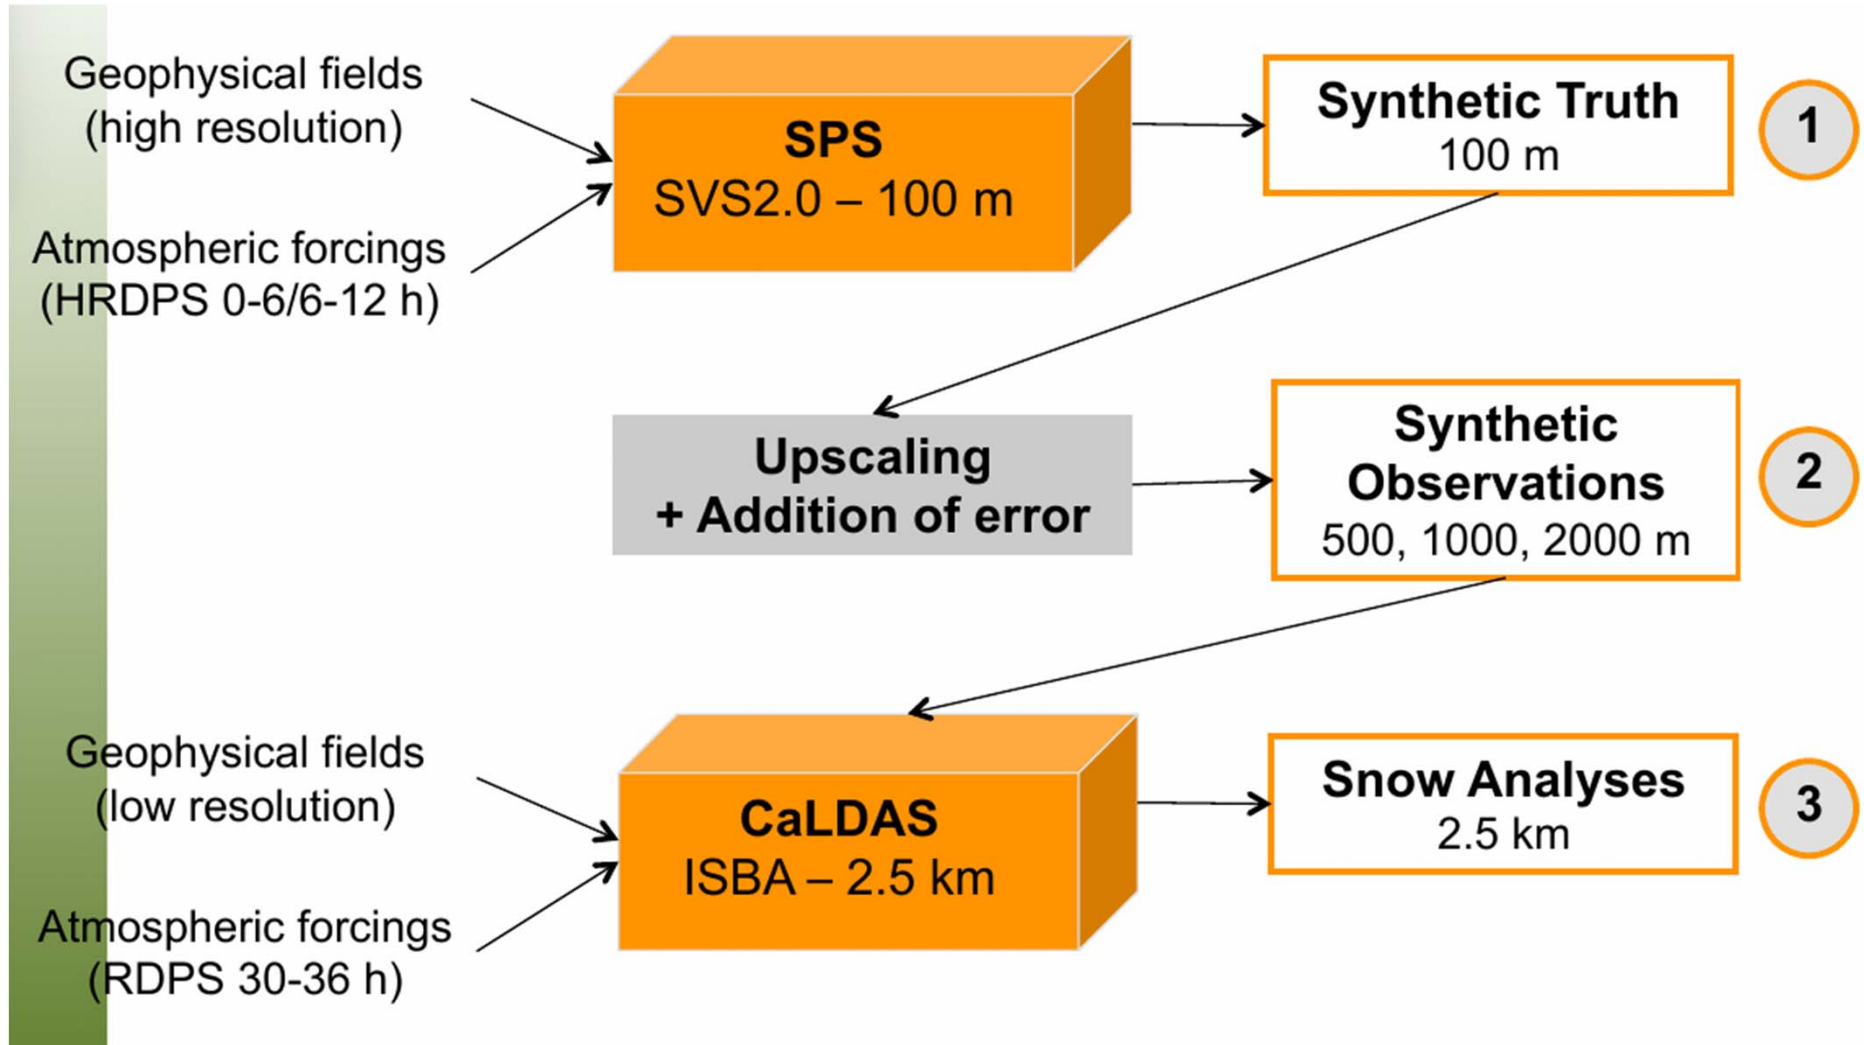 Geophysical fields
(high resolution)
Atmospheric forcings
(HRDPS 0-6/6-12 h)
SPS
SVS2.0 – 100 m
Synthetic Truth
100 m
1
Upscaling
+ Addition of error
Synthetic
Observations
500, 1000, 2000 m
2
Geophysical fields
(low resolution)
Atmospheric forcings
(RDPS 30-36 h)
CaLDAS
ISBA – 2.5 km
Snow Analyses
2.5 km
3